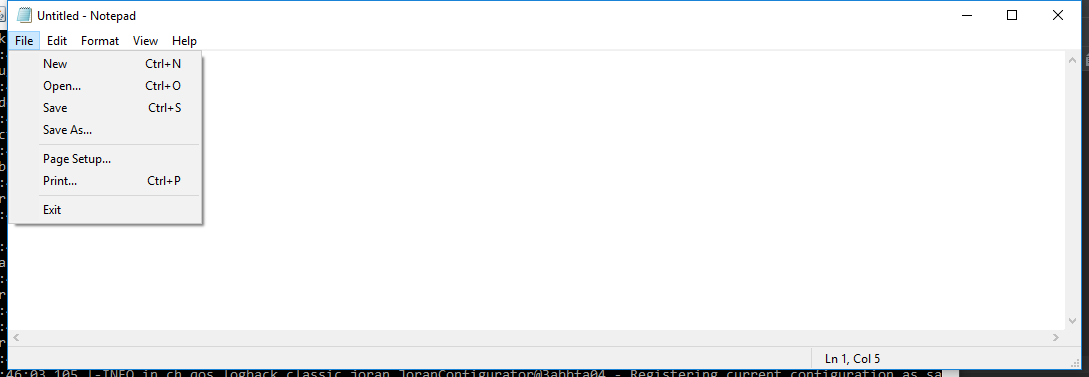 Untitled - Notepad
File Edit Format View Help
New Ctrl+N
Open... Ctrl+O
Save Ctrl+S
Save As...
Page Setup...
Print... Ctrl+P
Exit
Ln 1, Col 5
:46:03,105 |-INFO in ch.qos.logback.classic.joran.JoranConfigurator@3abbfa04 - Registering current configuration as sa